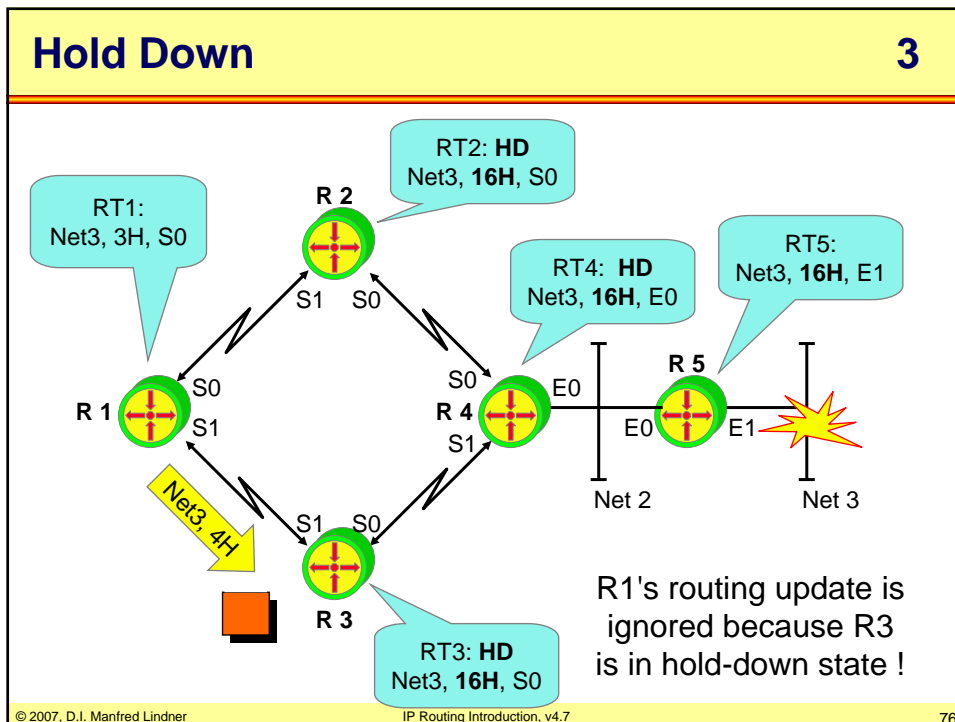 Hold Down 3
RT2: HD
Net3, 16H, S0
R 2
RT1:
Net3, 3H, S0
RT4: HD
Net3, 16H, E0
RT5:
Net3, 16H, E1
S1 S0
S0
R 1
S1
S0
R 4
S1
E0
R 5
E0 E1
Net 2
Net 3
Net3, 4H
S1 S0
R 3
RT3: HD
Net3, 16H, S0
R1's routing update is
ignored because R3
is in hold-down state !
© 2007, D.I. Manfred Lindner
IP Routing Introduction, v4.7
76